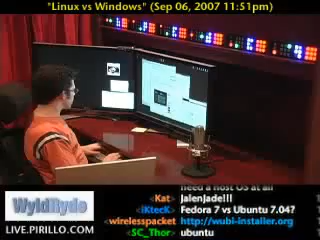 "Linux vs Windows" (Sep 06, 2007 11:51pm)
need a host OS at all
<Kat> JalenJade!!!
<iKtecK> Fedora 7 vs Ubuntu 7.04?
<wirelesspacket> http://wubi-installer.org
<SC_Thor> ubuntu
WyldRyde
LIVE.PIRILLO.COM